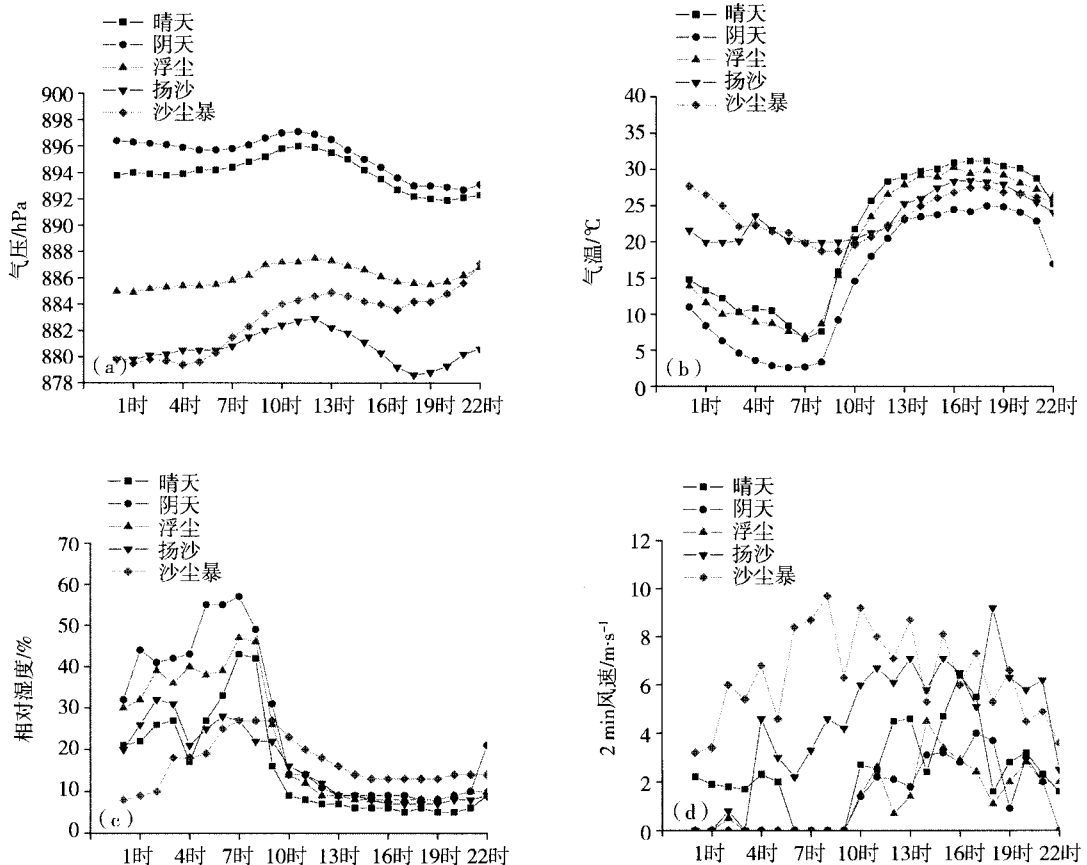 晴天
阴天
浮尘
扬沙
沙尘暴
900
898
896
894
892
890
888
886
884
882
880
878
气压/hPa
(a)
1时 4时 7时 10时 13时 16时 19时 22时
晴天
阴天
浮尘
扬沙
沙尘暴
40
35
30
25
20
15
10
5
0
气温/℃
(b)
1时 4时 7时 10时 13时 16时 19时 22时
晴天
阴天
浮尘
扬沙
沙尘暴
70
60
50
40
30
20
10
0
相对湿度/%
(c)
1时 4时 7时 10时 13时 16时 19时 22时
晴天
阴天
浮尘
扬沙
沙尘暴
12
10
8
6
4
2
0
2 min风速/m·s⁻¹
(d)
1时 4时 7时 10时 13时 16时 19时 22时